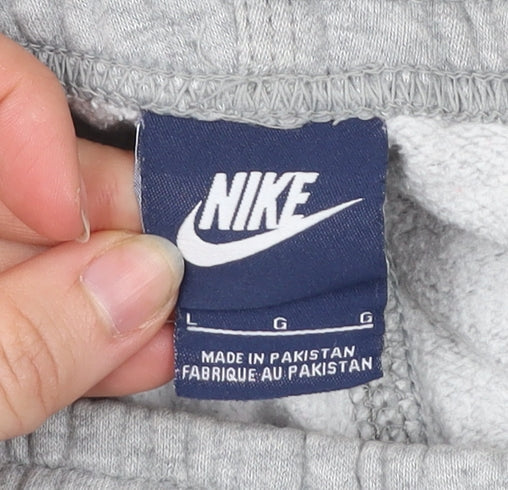 NIKE
L G G
MADE IN PAKISTAN
FABRIQUE AU PAKISTAN